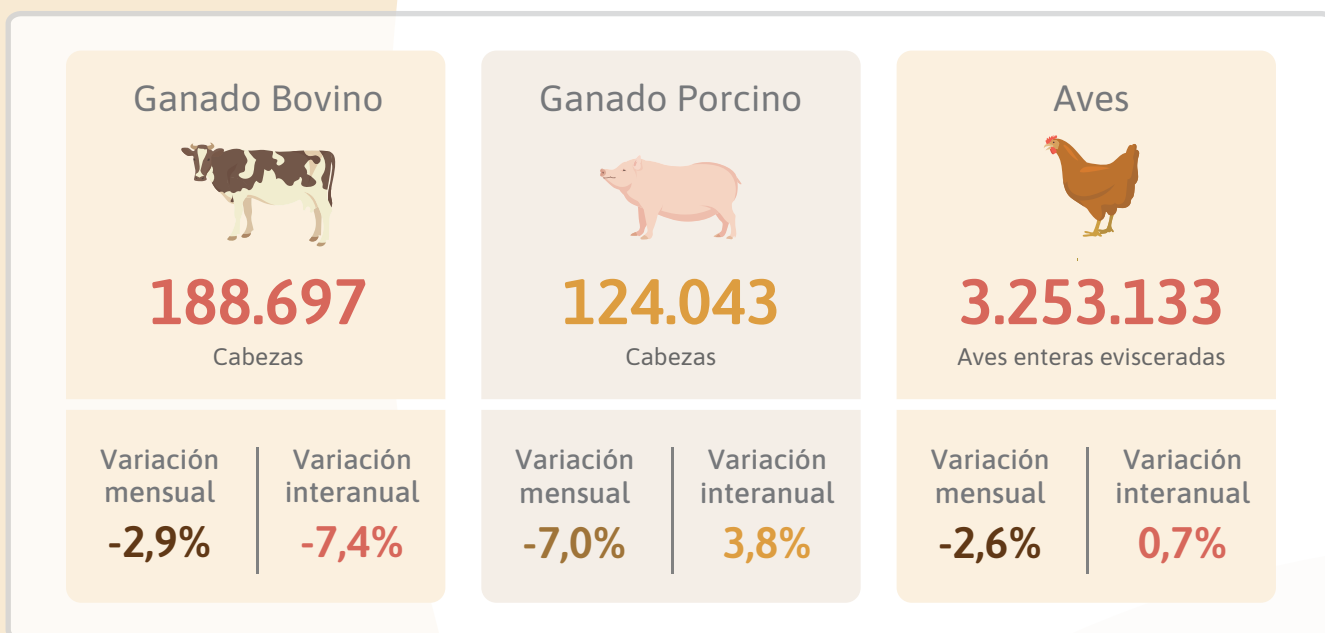 Ganado Bovino
188.697
Cabezas
Variación
mensual
-2,9%
Variación
interanual
-7,4%
Ganado Porcino
124.043
Cabezas
Variación
mensual
-7,0%
Variación
interanual
3,8%
Aves
3.253.133
Aves enteras evisceradas
Variación
mensual
-2,6%
Variación
interanual
0,7%